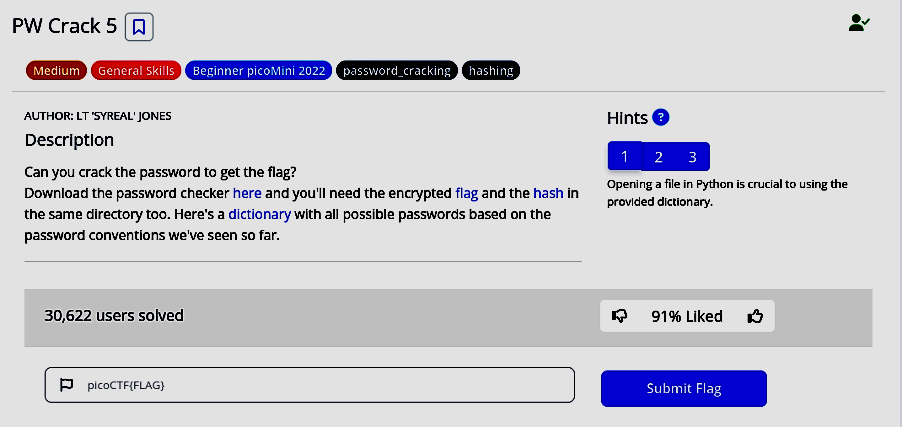 PW Crack 5
Medium General Skills Beginner picoMini 2022 password_cracking hashing
AUTHOR: LT 'SYREAL' JONES
Description
Can you crack the password to get the flag?
Download the password checker here and you'll need the encrypted flag and the hash in
the same directory too. Here's a dictionary with all possible passwords based on the
password conventions we've seen so far.
Hints ?
1 2 3
Opening a file in Python is crucial to using the
provided dictionary.
30,622 users solved
91% Liked
picoCTF{FLAG}
Submit Flag